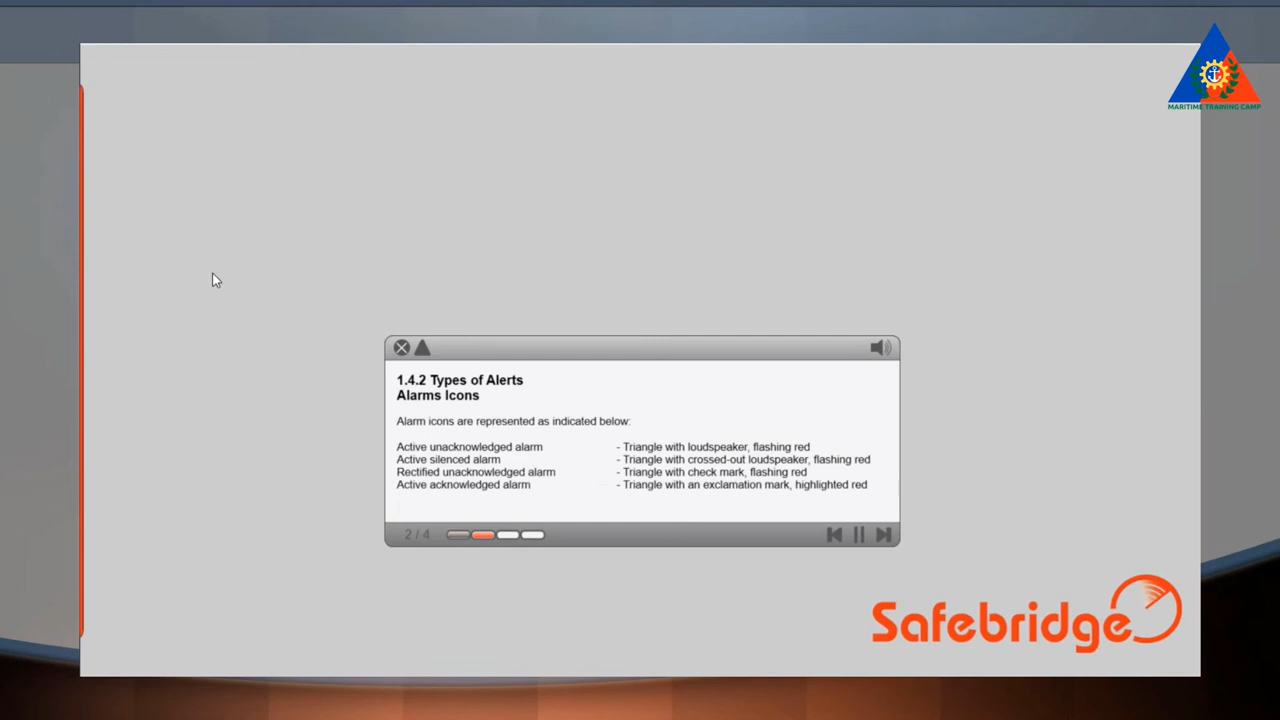 MARITIME TRAINING CAMP
1.4.2 Types of Alerts
Alarms Icons
Alarm icons are represented as indicated below:
Active unacknowledged alarm - Triangle with loudspeaker, flashing red
Active silenced alarm - Triangle with crossed-out loudspeaker, flashing red
Rectified unacknowledged alarm - Triangle with check mark, flashing red
Active acknowledged alarm - Triangle with an exclamation mark, highlighted red
2 / 4
Safebridge